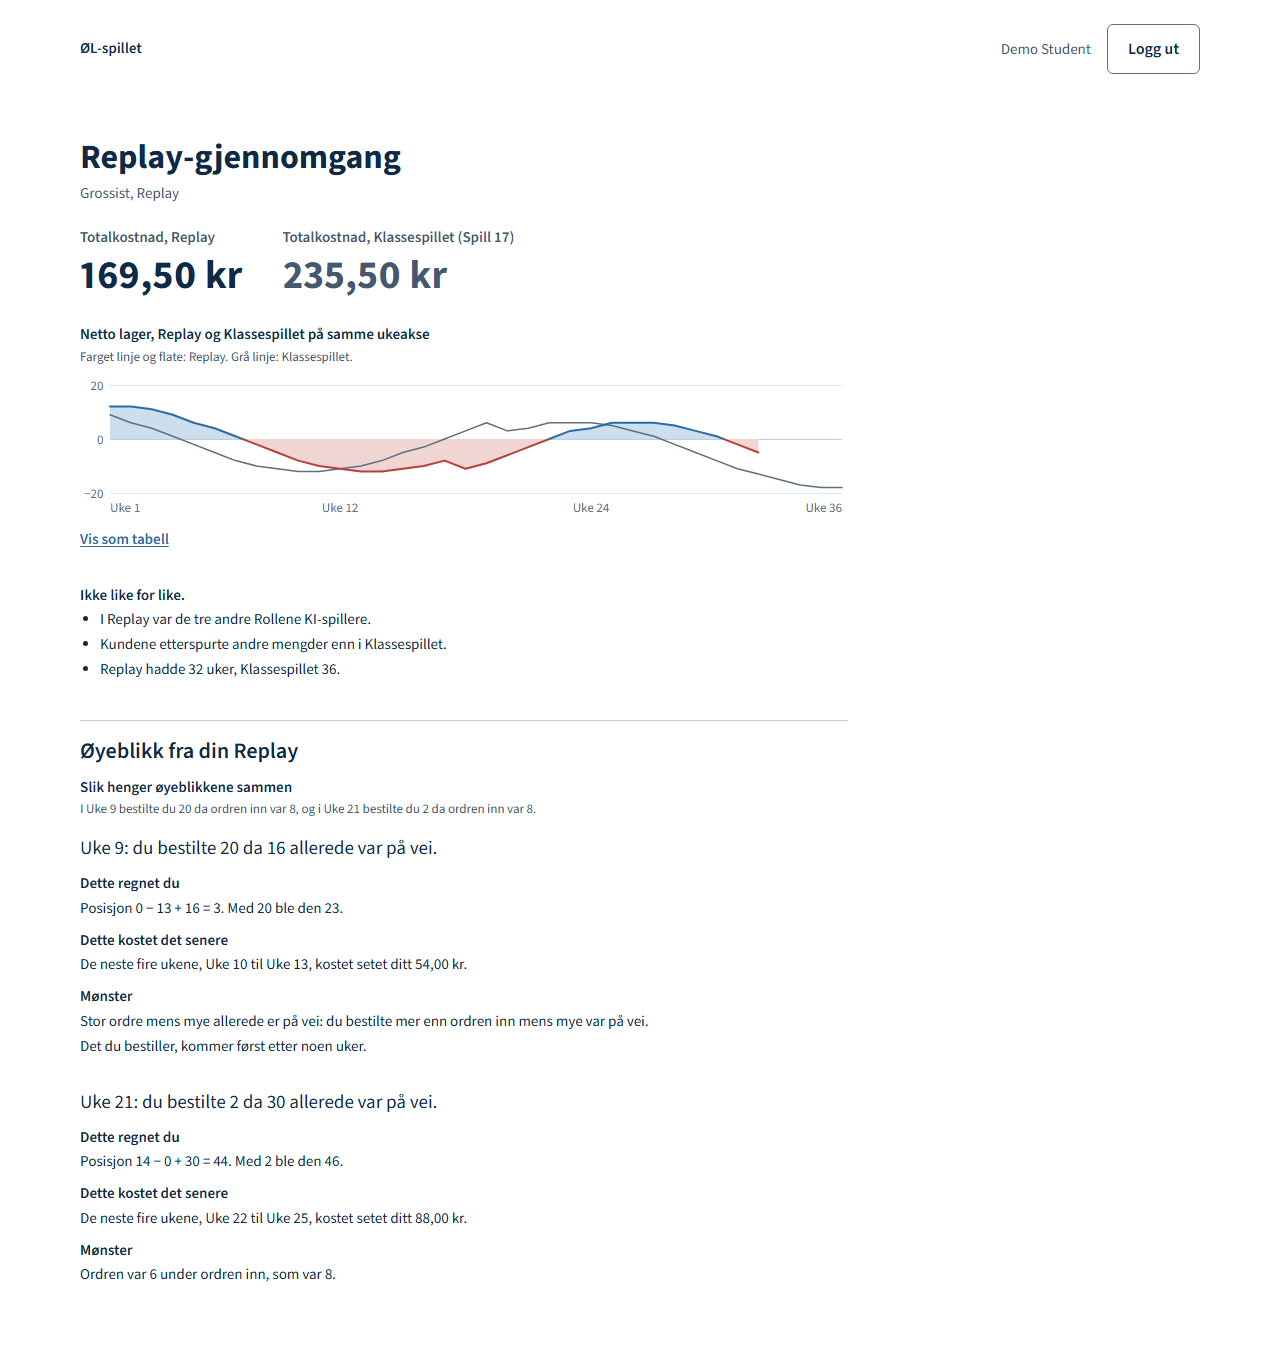 ØL-spillet
Demo Student
Logg ut
Replay-gjennomgang
Grossist, Replay
Totalkostnad, Replay
169,50 kr
Totalkostnad, Klassespillet (Spill 17)
235,50 kr
Netto lager, Replay og Klassespillet på samme ukeakse
Farget linje og flate: Replay. Grå linje: Klassespillet.
20
0
−20
Uke 1
Uke 12
Uke 24
Uke 36
Vis som tabell
Ikke like for like.
• I Replay var de tre andre Rollene KI-spillere.
• Kundene etterspurte andre mengder enn i Klassespillet.
• Replay hadde 32 uker, Klassespillet 36.
Øyeblikk fra din Replay
Slik henger øyeblikkene sammen
I Uke 9 bestilte du 20 da ordren inn var 8, og i Uke 21 bestilte du 2 da ordren inn var 8.
Uke 9: du bestilte 20 da 16 allerede var på vei.
Dette regnet du
Posisjon 0 − 13 + 16 = 3. Med 20 ble den 23.
Dette kostet det senere
De neste fire ukene, Uke 10 til Uke 13, kostet setet ditt 54,00 kr.
Mønster
Stor ordre mens mye allerede er på vei: du bestilte mer enn ordren inn mens mye var på vei.
Det du bestiller, kommer først etter noen uker.
Uke 21: du bestilte 2 da 30 allerede var på vei.
Dette regnet du
Posisjon 14 − 0 + 30 = 44. Med 2 ble den 46.
Dette kostet det senere
De neste fire ukene, Uke 22 til Uke 25, kostet setet ditt 88,00 kr.
Mønster
Ordren var 6 under ordren inn, som var 8.